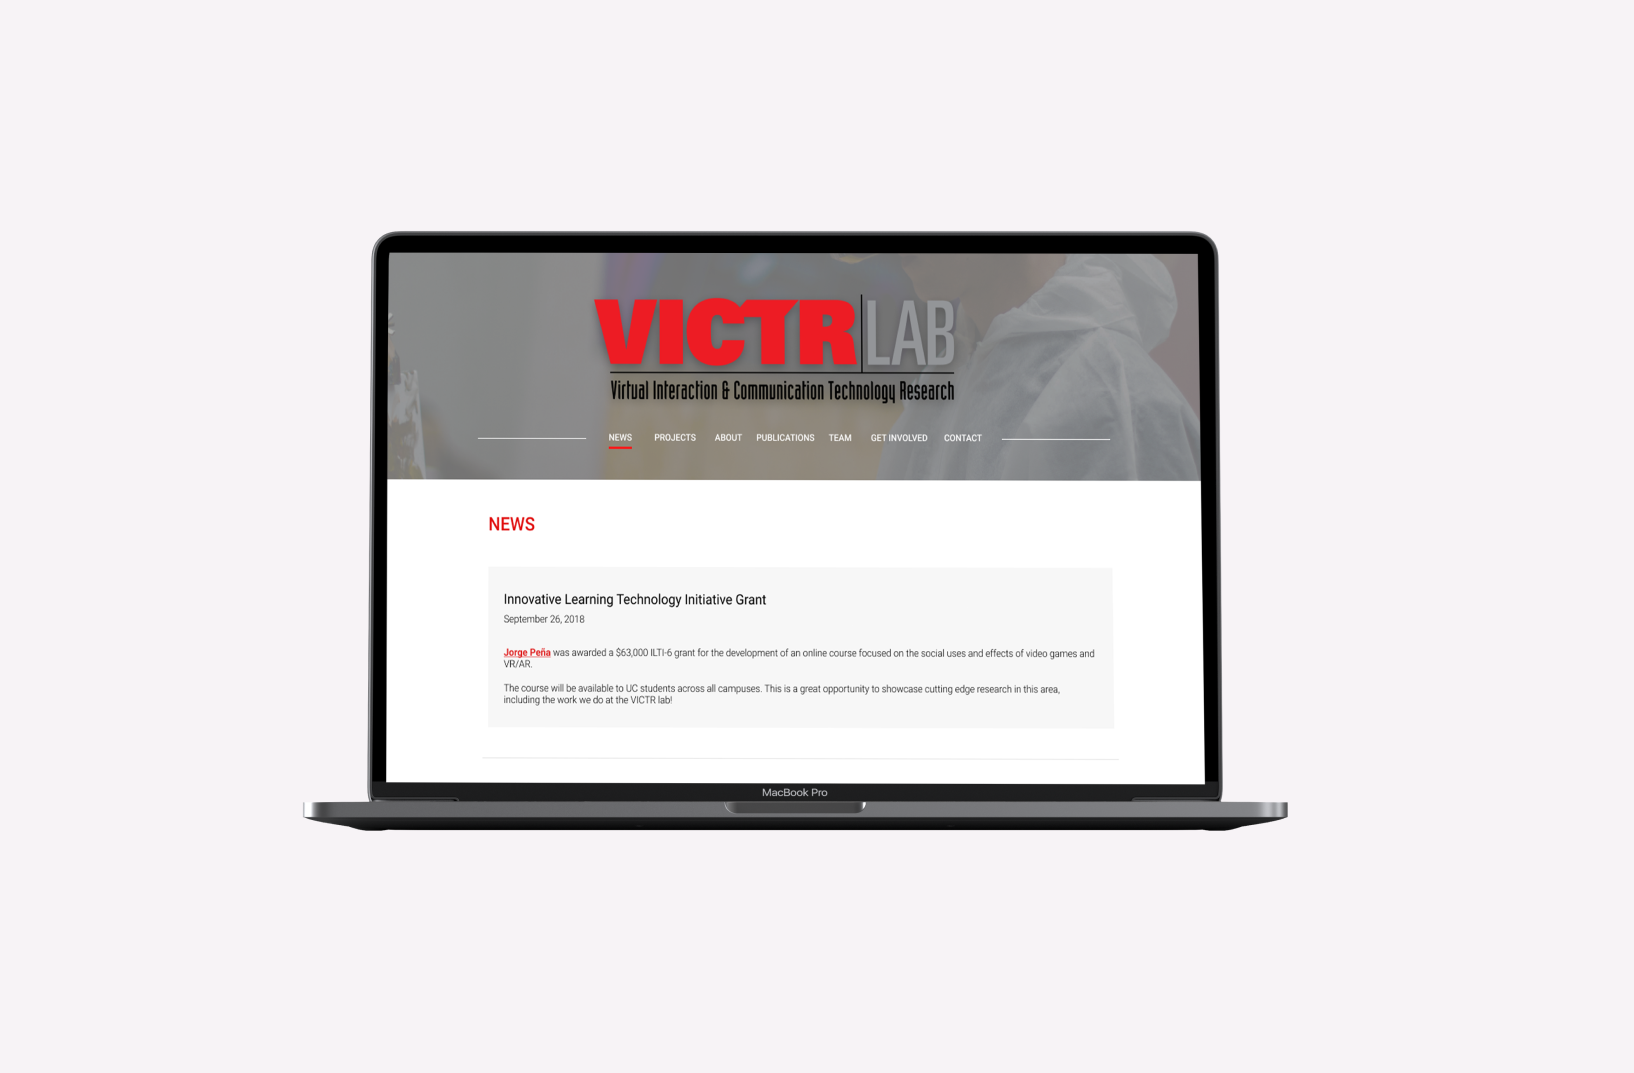 VICTR LAB
Virtual Interaction & Communication Technology Research
NEWS PROJECTS ABOUT PUBLICATIONS TEAM GET INVOLVED CONTACT
NEWS
Innovative Learning Technology Initiative Grant
September 26, 2018
Jorge Peña was awarded a $63,000 ILTI-6 grant for the development of an online course focused on the social uses and effects of video games and
VR/AR.
The course will be available to UC students across all campuses. This is a great opportunity to showcase cutting edge research in this area,
including the work we do at the VICTR lab!
MacBook Pro